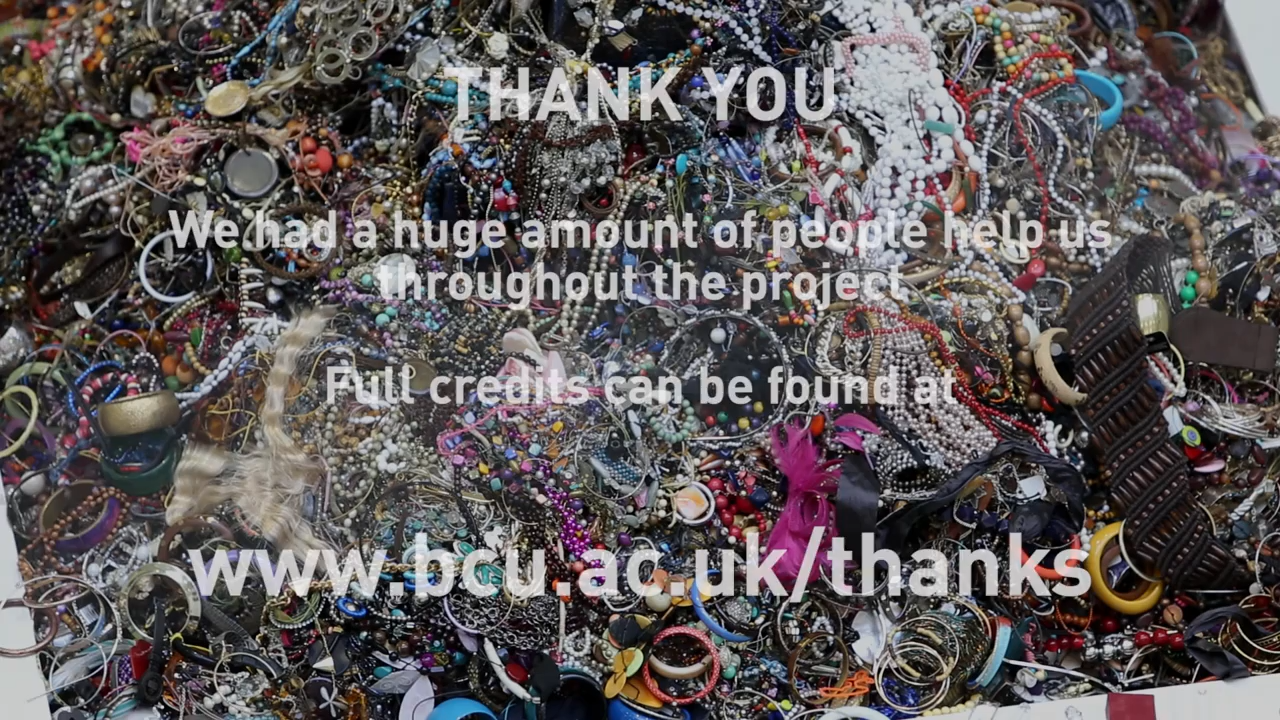 THANK YOU
We had a huge amount of people help us
throughout the project
Full credits can be found at
www.bcu.ac.uk/thanks